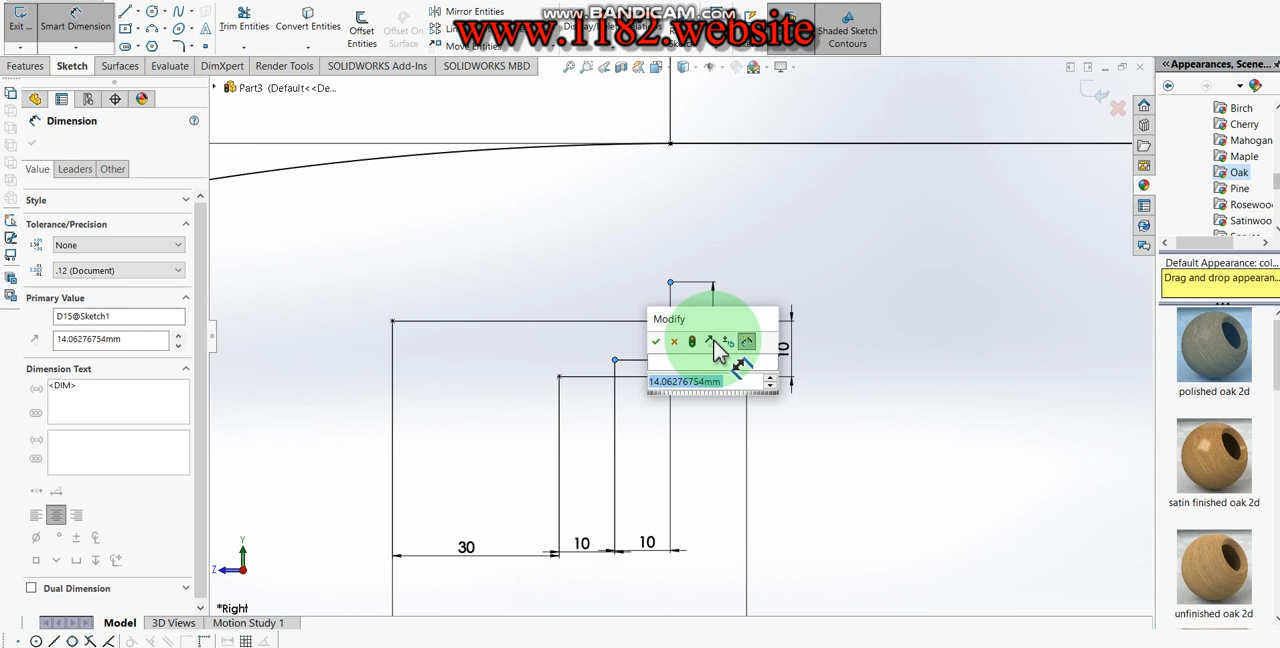 www.BANDICAM.com
www.1182.website
Exit ...
Smart Dimension
Trim Entities
Convert Entities
Offset Entities
Offset On Surface
Mirror Entities
Move Entities
Shaded Sketch Contours
Features
Sketch
Surfaces
Evaluate
DimXpert
Render Tools
SOLIDWORKS Add-Ins
SOLIDWORKS MBD
Part3 (Default<<De...
Dimension
Value
Leaders
Other
Style
Tolerance/Precision
None
.12 (Document)
Primary Value
D15@Sketch1
14.06276754mm
Dimension Text
<DIM>
Dual Dimension
Modify
14.06276754mm
10
30
10
10
Y
Z
*Right
Model
3D Views
Motion Study 1
Appearances, Scene...
Birch
Cherry
Mahogan
Maple
Oak
Pine
Rosewoo
Satinwoo
Default Appearance: col...
Drag and drop appearan...
polished oak 2d
satin finished oak 2d
unfinished oak 2d